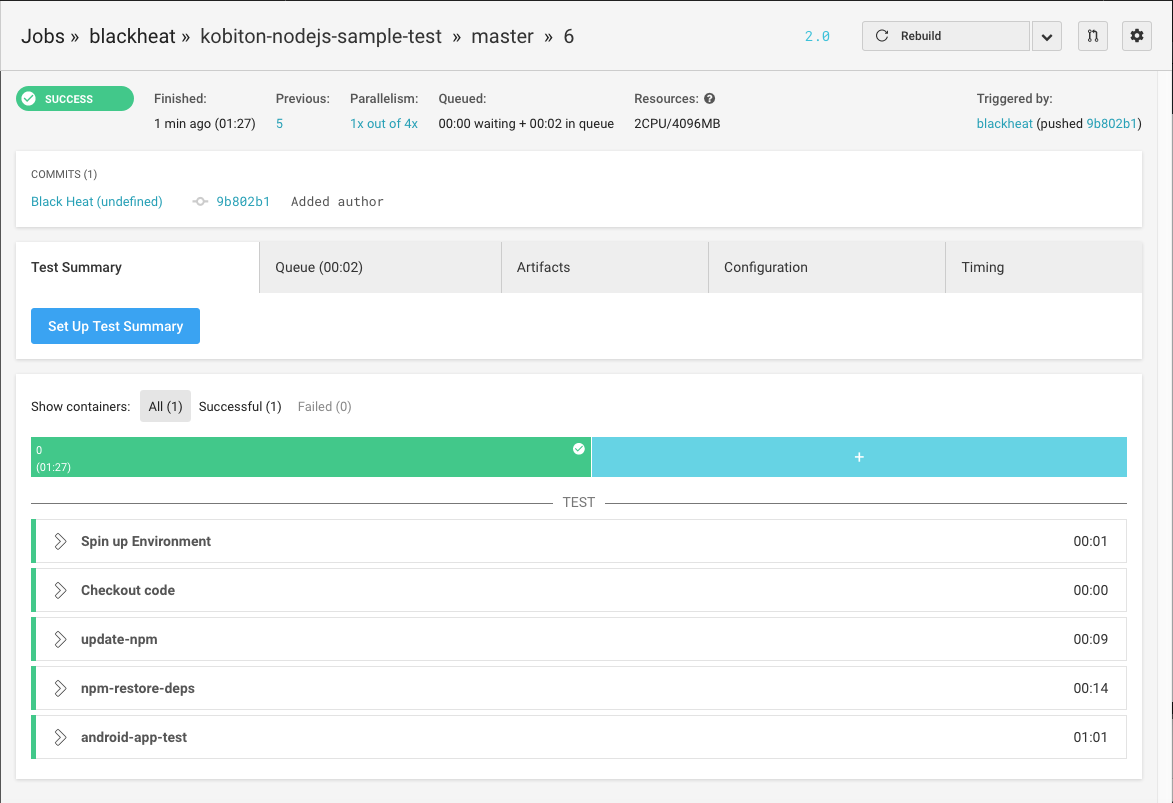 Jobs » blackheat » kobiton-nodejs-sample-test » master » 6 2.0 Rebuild
SUCCESS Finished: Previous: Parallelism: Queued: Resources: Triggered by:
1 min ago (01:27) 5 1x out of 4x 00:00 waiting + 00:02 in queue 2CPU/4096MB blackheat (pushed 9b802b1)
COMMITS (1)
Black Heat (undefined) 9b802b1 Added author
Test Summary Queue (00:02) Artifacts Configuration Timing
Set Up Test Summary
Show containers: All (1) Successful (1) Failed (0)
0
(01:27) +
TEST
Spin up Environment 00:01
Checkout code 00:00
update-npm 00:09
npm-restore-deps 00:14
android-app-test 01:01